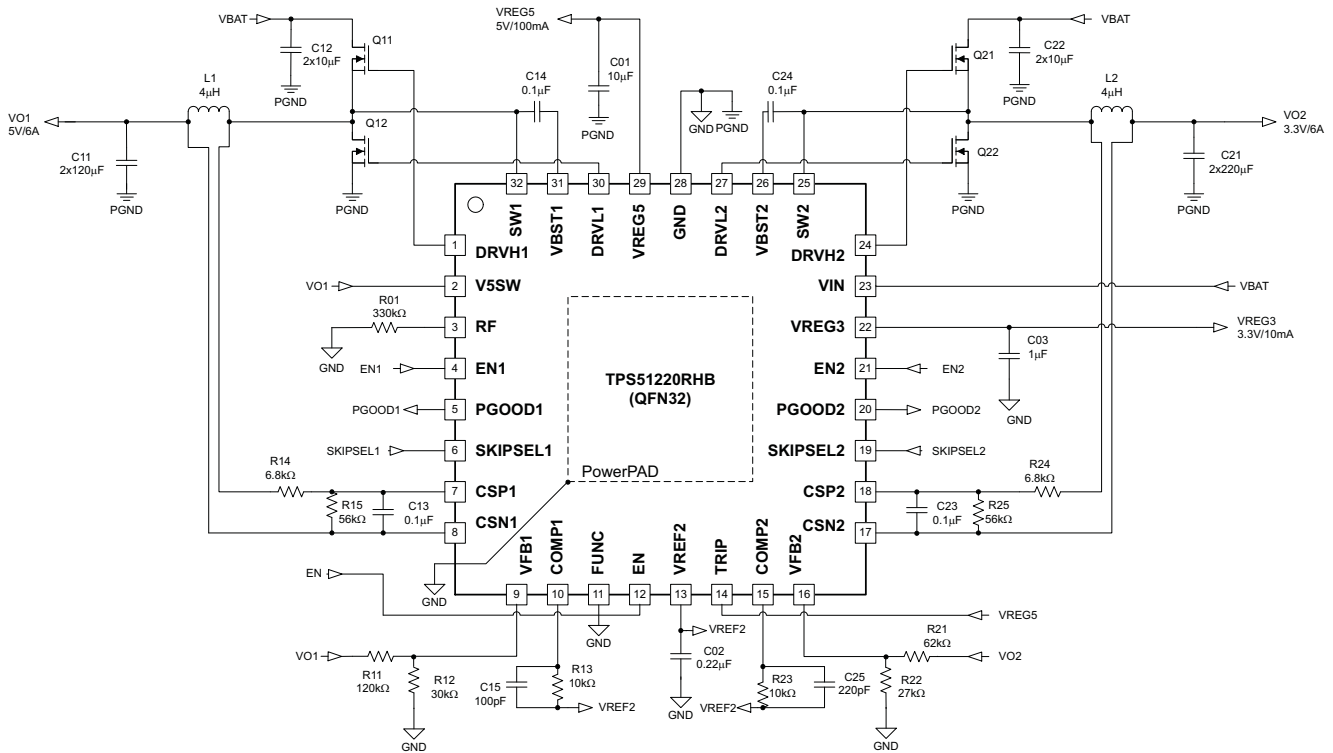 VBAT
C12
2x10μF
Q11
PGND
L1
4μH
VO1
5V/6A
C11
2x120μF
PGND
Q12
PGND
C14
0.1μF
VREG5
5V/100mA
C01
10μF
PGND
GND
PGND
C24
0.1μF
VBAT
Q21
C22
2x10μF
PGND
L2
4μH
VO2
3.3V/6A
C21
2x220μF
PGND
Q22
PGND
32
31
30
29
28
27
26
25
SW1
VBST1
DRVL1
VREG5
GND
DRVL2
VBST2
SW2
1
DRVH1
DRVH2
24
VO1
2
V5SW
VIN
23
VBAT
R01
330kΩ
GND
3
RF
VREG3
22
VREG3
3.3V/10mA
C03
1μF
GND
EN1
4
EN1
EN2
21
EN2
TPS51220RHB
(QFN32)
PGOOD1
5
PGOOD1
PGOOD2
20
PGOOD2
SKIPSEL1
6
SKIPSEL1
SKIPSEL2
19
SKIPSEL2
PowerPAD
R14
6.8kΩ
R15
56kΩ
C13
0.1μF
7
CSP1
CSP2
18
R24
6.8kΩ
C23
0.1μF
R25
56kΩ
8
CSN1
CSN2
17
GND
VFB1
COMP1
FUNC
EN
VREF2
TRIP
COMP2
VFB2
9
10
11
12
13
14
15
16
EN
GND
VREF2
C02
0.22μF
GND
VREG5
VO1
R11
120kΩ
R12
30kΩ
GND
C15
100pF
R13
10kΩ
VREF2
R23
10kΩ
C25
220pF
VREF2
R21
62kΩ
VO2
R22
27kΩ
GND